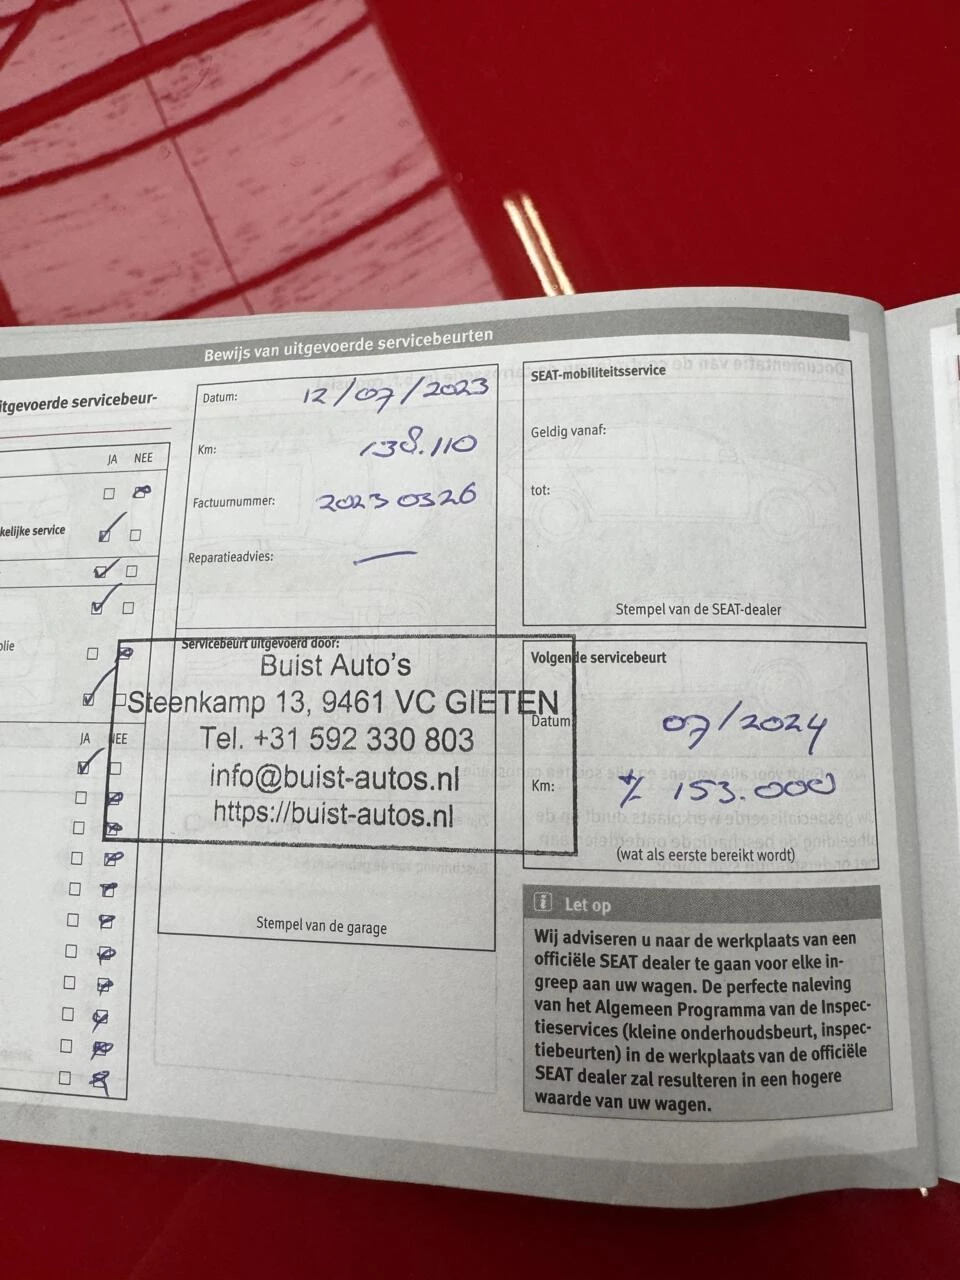 Bewijs van uitgevoerde servicebeurten
itgevoerde servicebeur-
JA NEE
kelijke service
olie
JA NEE
Datum: 12/07/2023
Km: 138.110
Factuurnummer: 20230326
Reparatieadvies: —
Servicebeurt uitgevoerd door:
Buist Auto's
Steenkamp 13, 9461 VC GIETEN
Tel. +31 592 330 803
info@buist-autos.nl
https://buist-autos.nl
Stempel van de garage
SEAT-mobiliteitsservice
Geldig vanaf:
tot:
Stempel van de SEAT-dealer
Volgende servicebeurt
Datum: 07/2024
Km: 153.000
(wat als eerste bereikt wordt)
Let op
Wij adviseren u naar de werkplaats van een
officiële SEAT dealer te gaan voor elke in-
greep aan uw wagen. De perfecte naleving
van het Algemeen Programma van de Inspec-
tieservices (kleine onderhoudsbeurt, inspec-
tiebeurten) in de werkplaats van de officiële
SEAT dealer zal resulteren in een hogere
waarde van uw wagen.